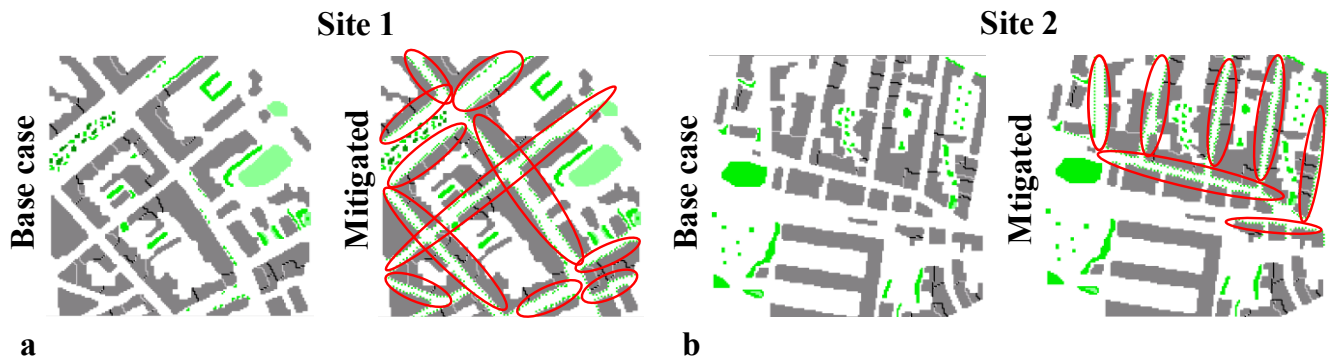 Site 1
Site 2
Base case
Mitigated
Base case
Mtigated
a
b